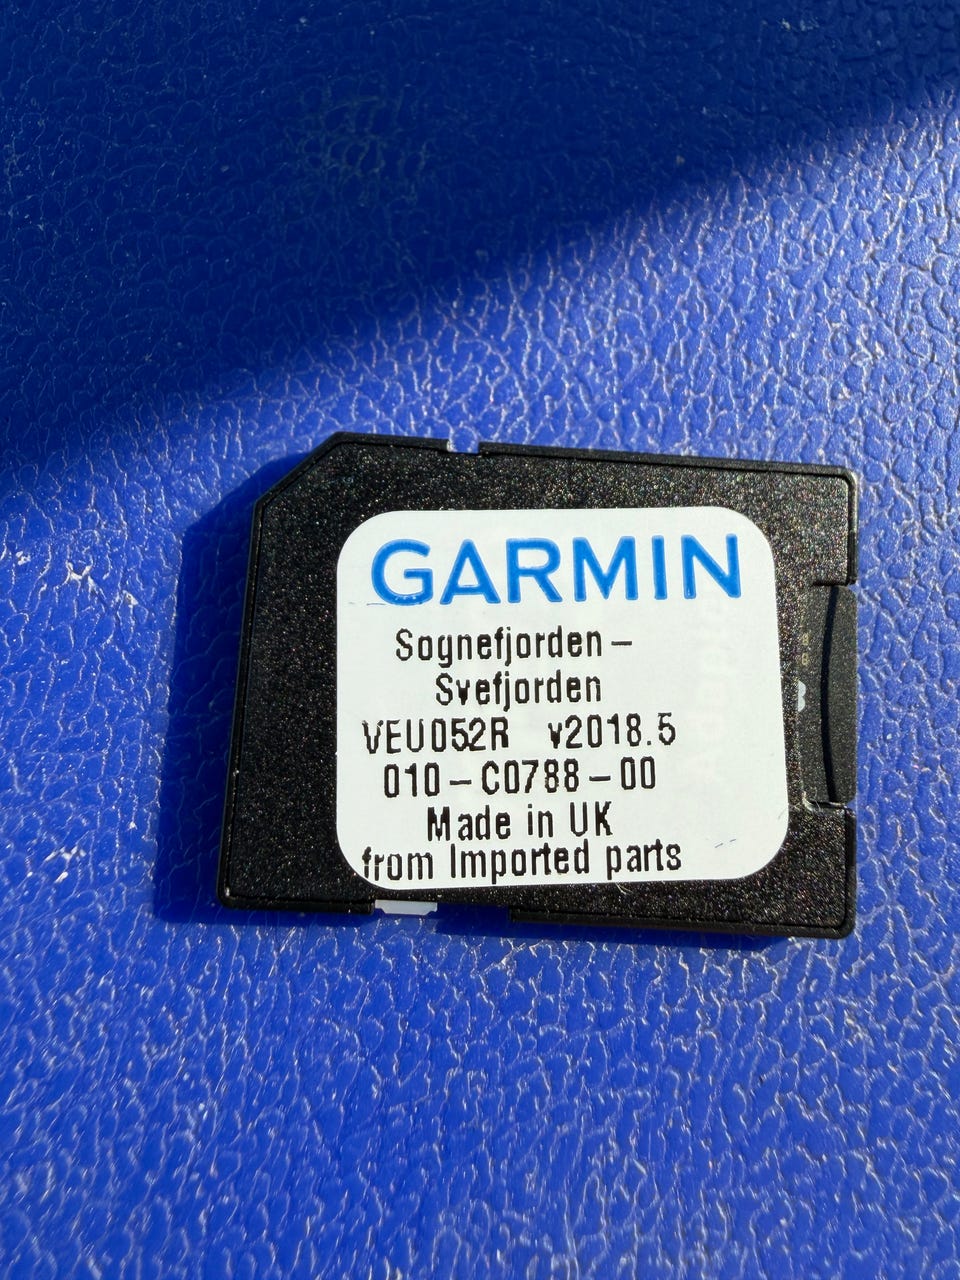 GARMIN
Sognefjorden –
Svefjorden
VEU052R v2018.5
010–C0788–00
Made in UK
from Imported parts